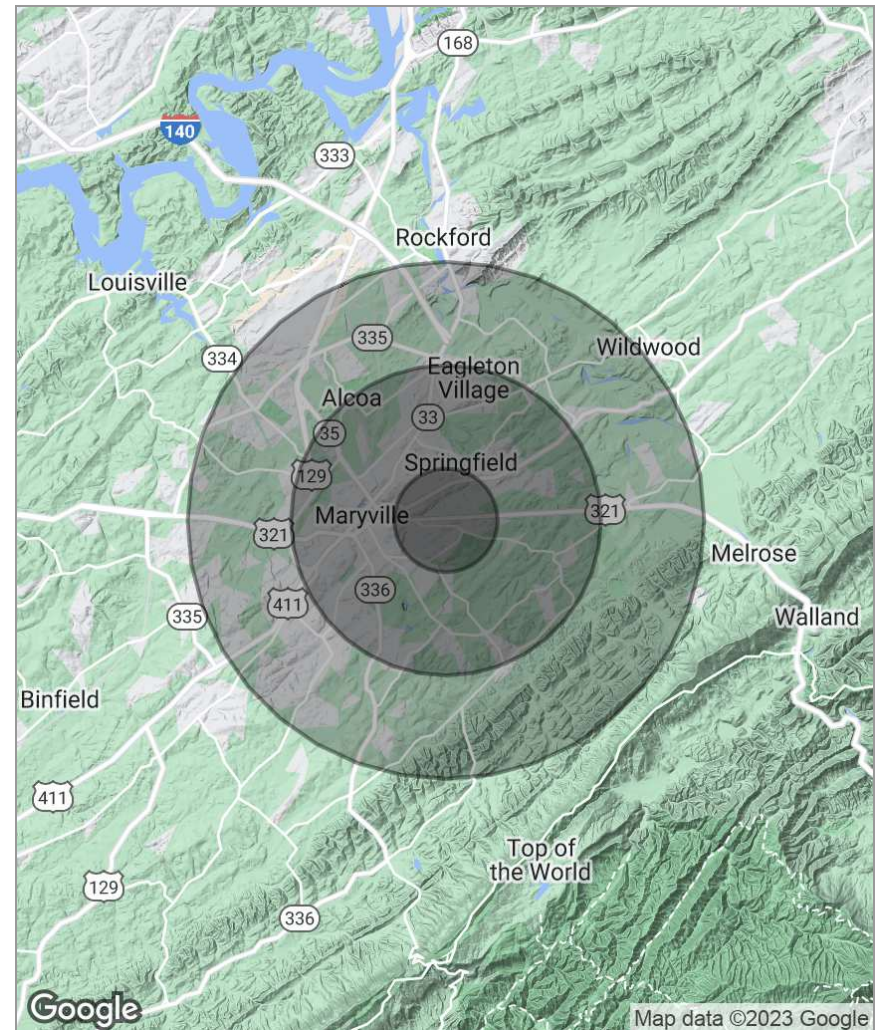 168
140
333
Rockford
Louisville
335
Wildwood
334
Eagleton
Village
Alcoa
33
35
Springfield
129
Maryville
321
321
Melrose
336
411
335
Walland
Binfield
411
Top of
the World
129
336
Google
Map data ©2023 Google